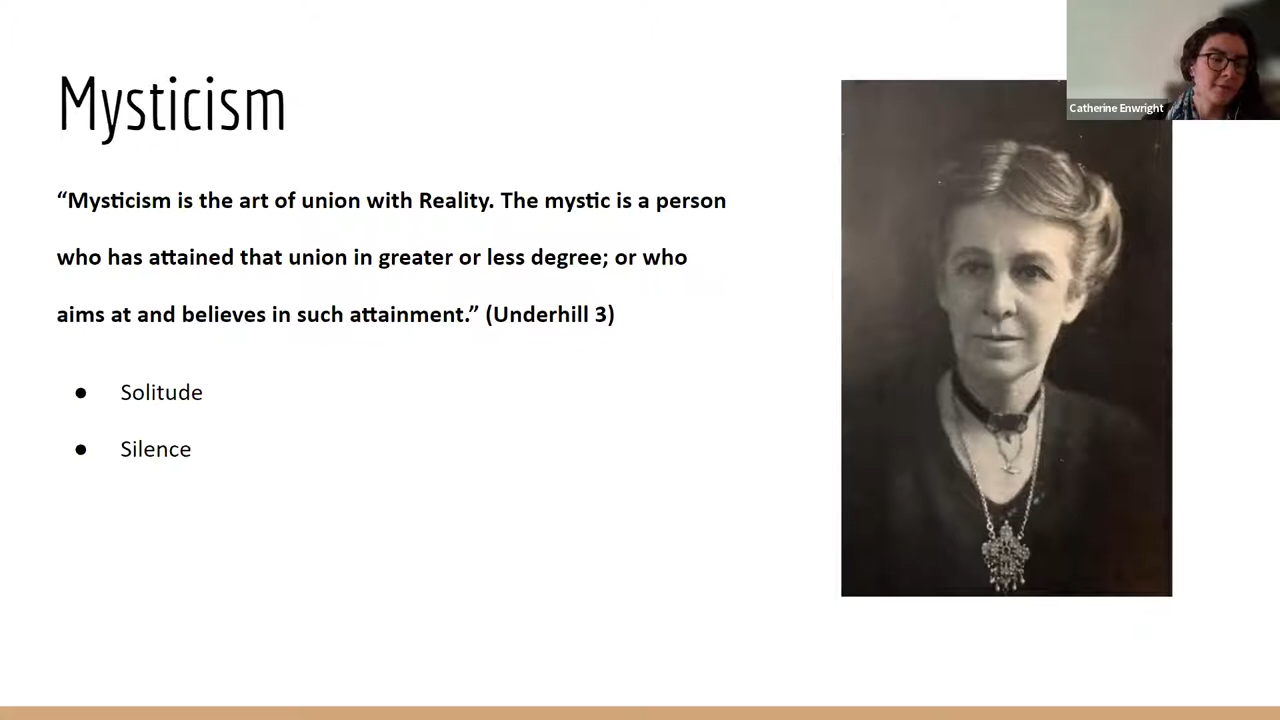 Mysticism
“Mysticism is the art of union with Reality. The mystic is a person
who has attained that union in greater or less degree; or who
aims at and believes in such attainment.” (Underhill 3)
● Solitude
● Silence
Catherine Enwright